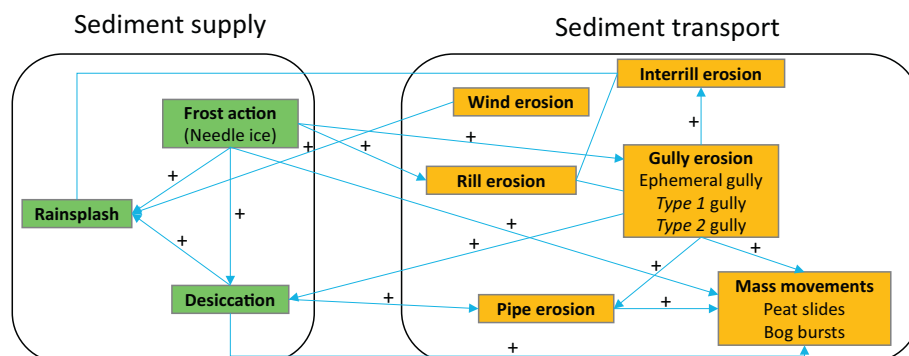 Sediment supply
Sediment transport
Interrill erosion
Wind erosion
Frost action
(Needle ice)
+
+
+
+
Gully erosion
Ephemeral gully
Type 1 gully
Type 2 gully
+
Rill erosion
Rainsplash
+
+
+
+
+
+
Desiccation
+
Pipe erosion
+
Mass movements
Peat slides
Bog bursts
+